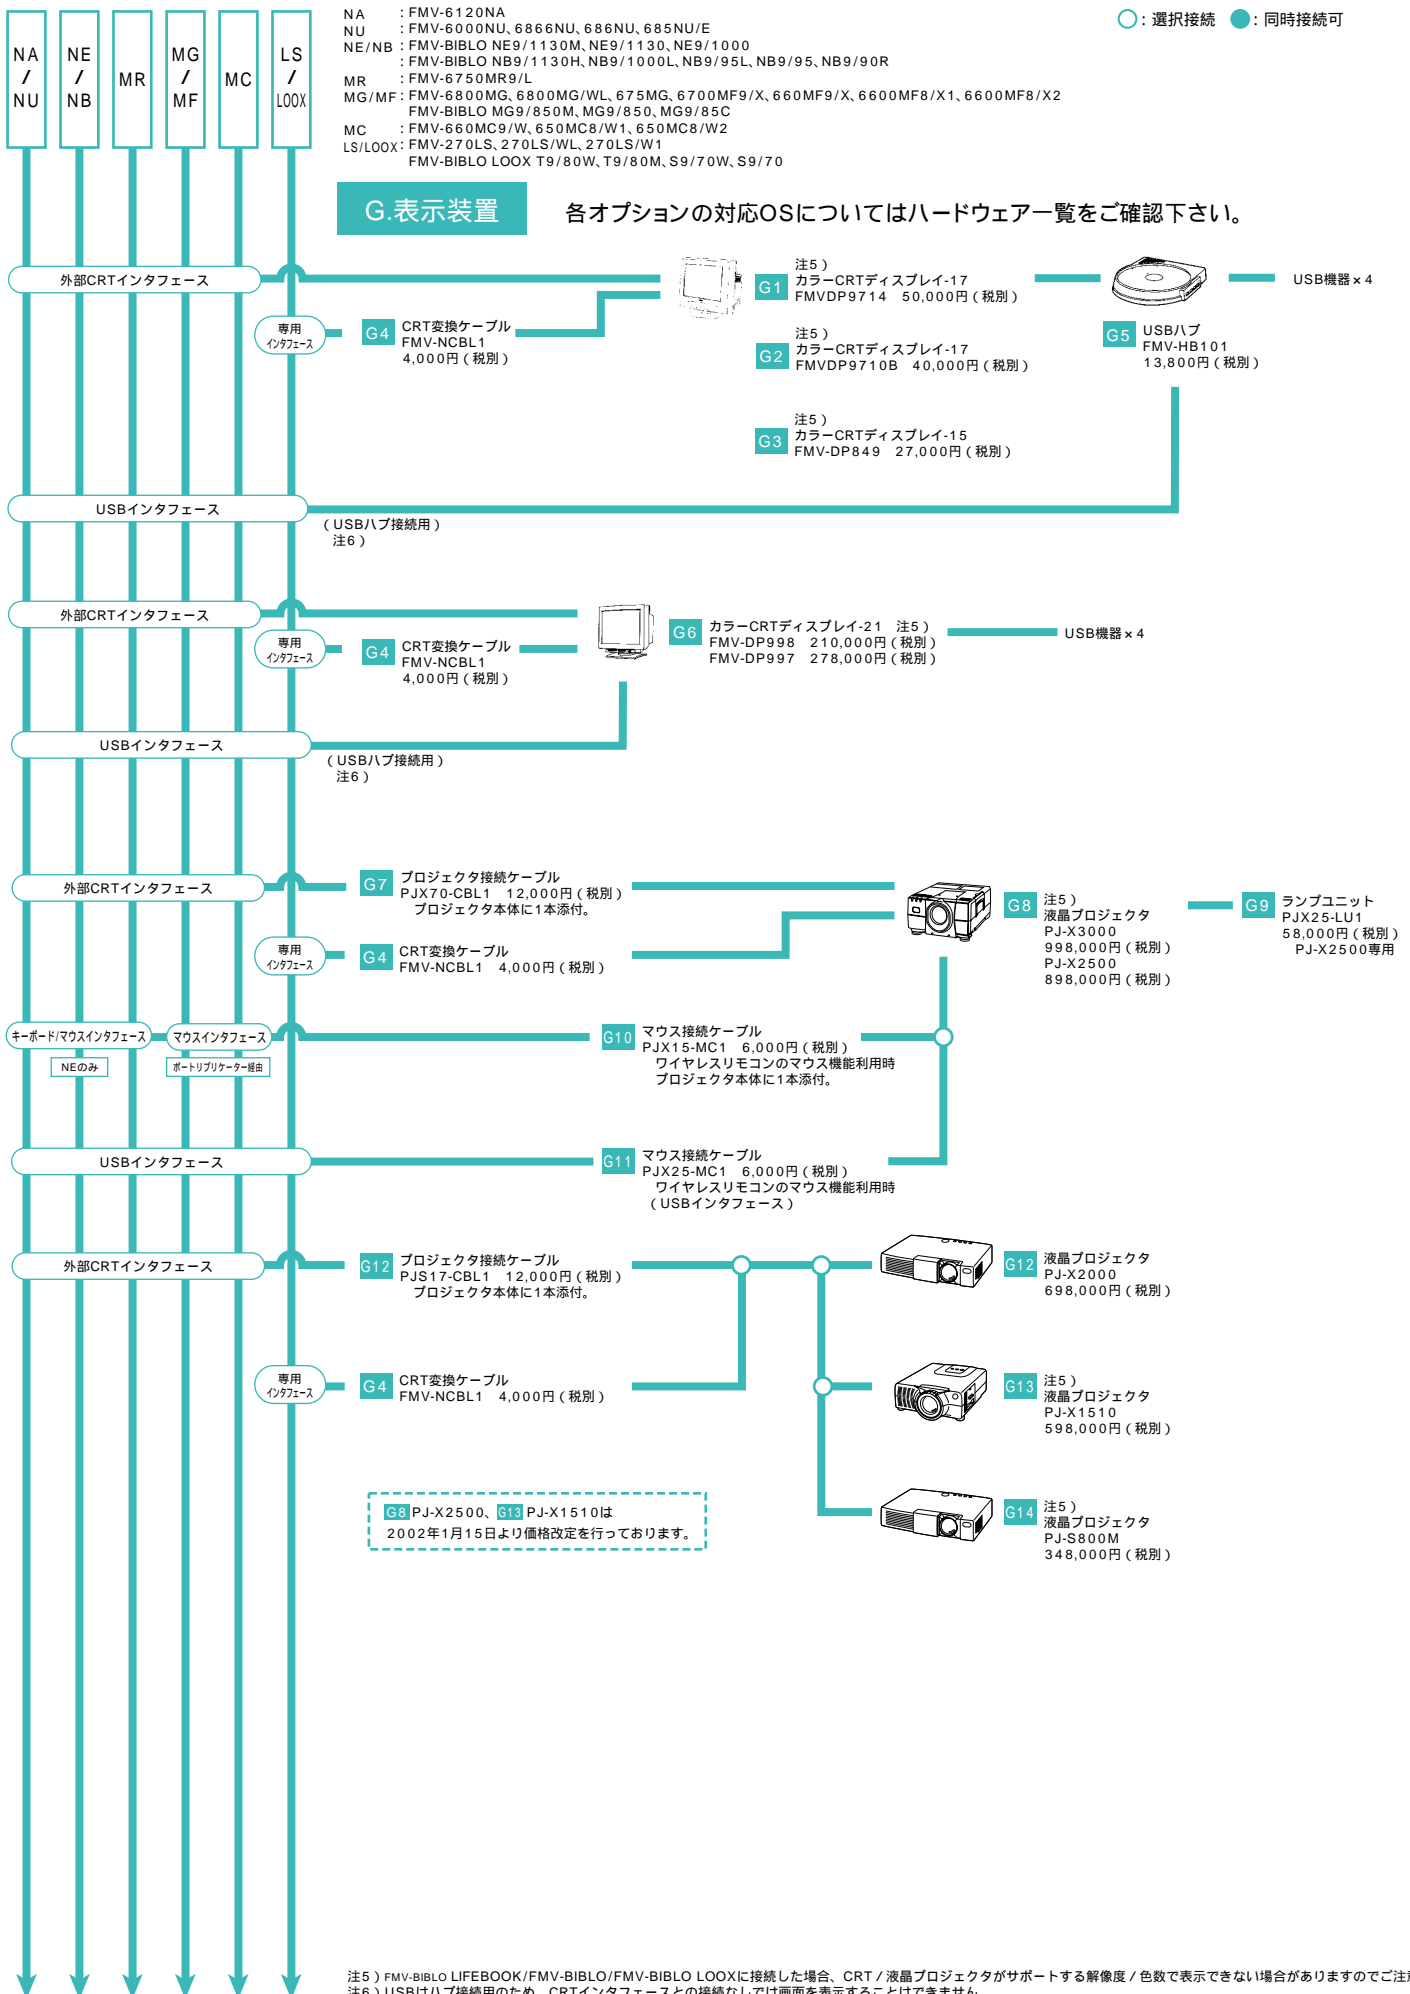 NA / NU
NE / NB
MR
MG / MF
MC
LS / LOOX
NA : FMV-6120NA
NU : FMV-6000NU、6866NU、686NU、685NU/E
NE/NB : FMV-BIBLO NE9/1130M、NE9/1130、NE9/1000
: FMV-BIBLO NB9/1130H、NB9/1000L、NB9/95L、NB9/95、NB9/90R
MR : FMV-6750MR9/L
MG/MF : FMV-6800MG、6800MG/WL、675MG、6700MF9/X、660MF9/X、6600MF8/X1、6600MF8/X2
FMV-BIBLO MG9/850M、MG9/850、MG9/85C
MC : FMV-660MC9/W、650MC8/W1、650MC8/W2
LS/LOOX : FMV-270LS、270LS/WL、270LS/W1
FMV-BIBLO LOOX T9/80W、T9/80M、S9/70W、S9/70
○：選択接続 ●：同時接続可
G.表示装置
各オプションの対応OSについてはハードウェア一覧をご確認下さい。
外部CRTインタフェース
専用
インタフェース
G4 CRT変換ケーブル
FMV-NCBL1
4,000円（税別）
注5）
G1 カラーCRTディスプレイ-17
FMVDP9714 50,000円（税別）
注5）
G2 カラーCRTディスプレイ-17
FMVDP9710B 40,000円（税別）
注5）
G3 カラーCRTディスプレイ-15
FMV-DP849 27,000円（税別）
USB機器×4
G5 USBハブ
FMV-HB101
13,800円（税別）
USBインタフェース
（USBハブ接続用）
注6）
外部CRTインタフェース
専用
インタフェース
G4 CRT変換ケーブル
FMV-NCBL1
4,000円（税別）
G6 カラーCRTディスプレイ-21 注5）
FMV-DP998 210,000円（税別）
FMV-DP997 278,000円（税別）
USB機器×4
USBインタフェース
（USBハブ接続用）
注6）
外部CRTインタフェース
G7 プロジェクタ接続ケーブル
PJX70-CBL1 12,000円（税別）
プロジェクタ本体に1本添付。
専用
インタフェース
G4 CRT変換ケーブル
FMV-NCBL1 4,000円（税別）
G8 注5）
液晶プロジェクタ
PJ-X3000
998,000円（税別）
PJ-X2500
898,000円（税別）
G9 ランプユニット
PJX25-LU1
58,000円（税別）
PJ-X2500専用
キーボード/マウスインタフェース
NEのみ
マウスインタフェース
ポートリプリケーター経由
G10 マウス接続ケーブル
PJX15-MC1 6,000円（税別）
ワイヤレスリモコンのマウス機能利用時
プロジェクタ本体に1本添付。
USBインタフェース
G11 マウス接続ケーブル
PJX25-MC1 6,000円（税別）
ワイヤレスリモコンのマウス機能利用時
（USBインタフェース）
外部CRTインタフェース
G12 プロジェクタ接続ケーブル
PJS17-CBL1 12,000円（税別）
プロジェクタ本体に1本添付。
G12 液晶プロジェクタ
PJ-X2000
698,000円（税別）
専用
インタフェース
G4 CRT変換ケーブル
FMV-NCBL1 4,000円（税別）
G13 注5）
液晶プロジェクタ
PJ-X1510
598,000円（税別）
G14 注5）
液晶プロジェクタ
PJ-S800M
348,000円（税別）
G8 PJ-X2500、G13 PJ-X1510は
2002年1月15日より価格改定を行っております。
注5）FMV-BIBLO LIFEBOOK/FMV-BIBLO/FMV-BIBLO LOOXに接続した場合、CRT/液晶プロジェクタがサポートする解像度/色数で表示できない場合がありますのでご注
注6）USBはハブ接続用のため、CRTインタフェースとの接続なしでは画面を表示することはできません